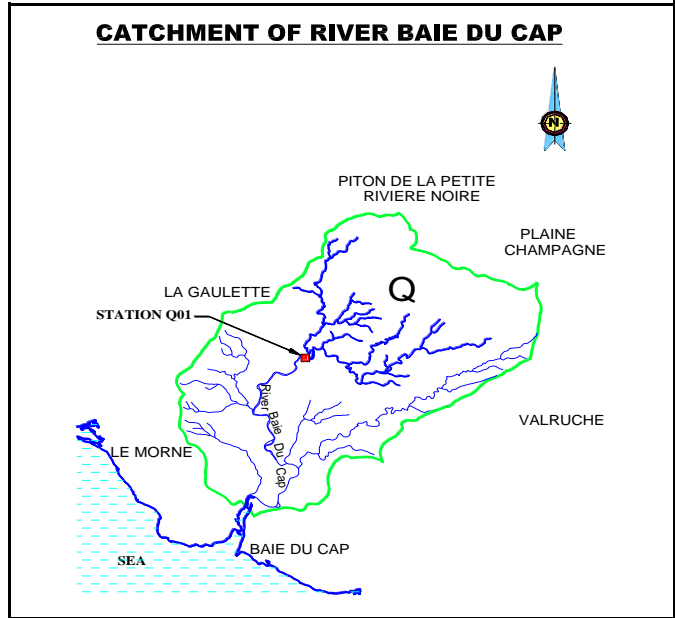 CATCHMENT OF RIVER BAIE DU CAP
N
PITON DE LA PETITE
RIVIERE NOIRE
PLAINE
CHAMPAGNE
Q
LA GAULETTE
STATION Q01
River Baie Du Cap
VALRUCHE
LE MORNE
BAIE DU CAP
SEA